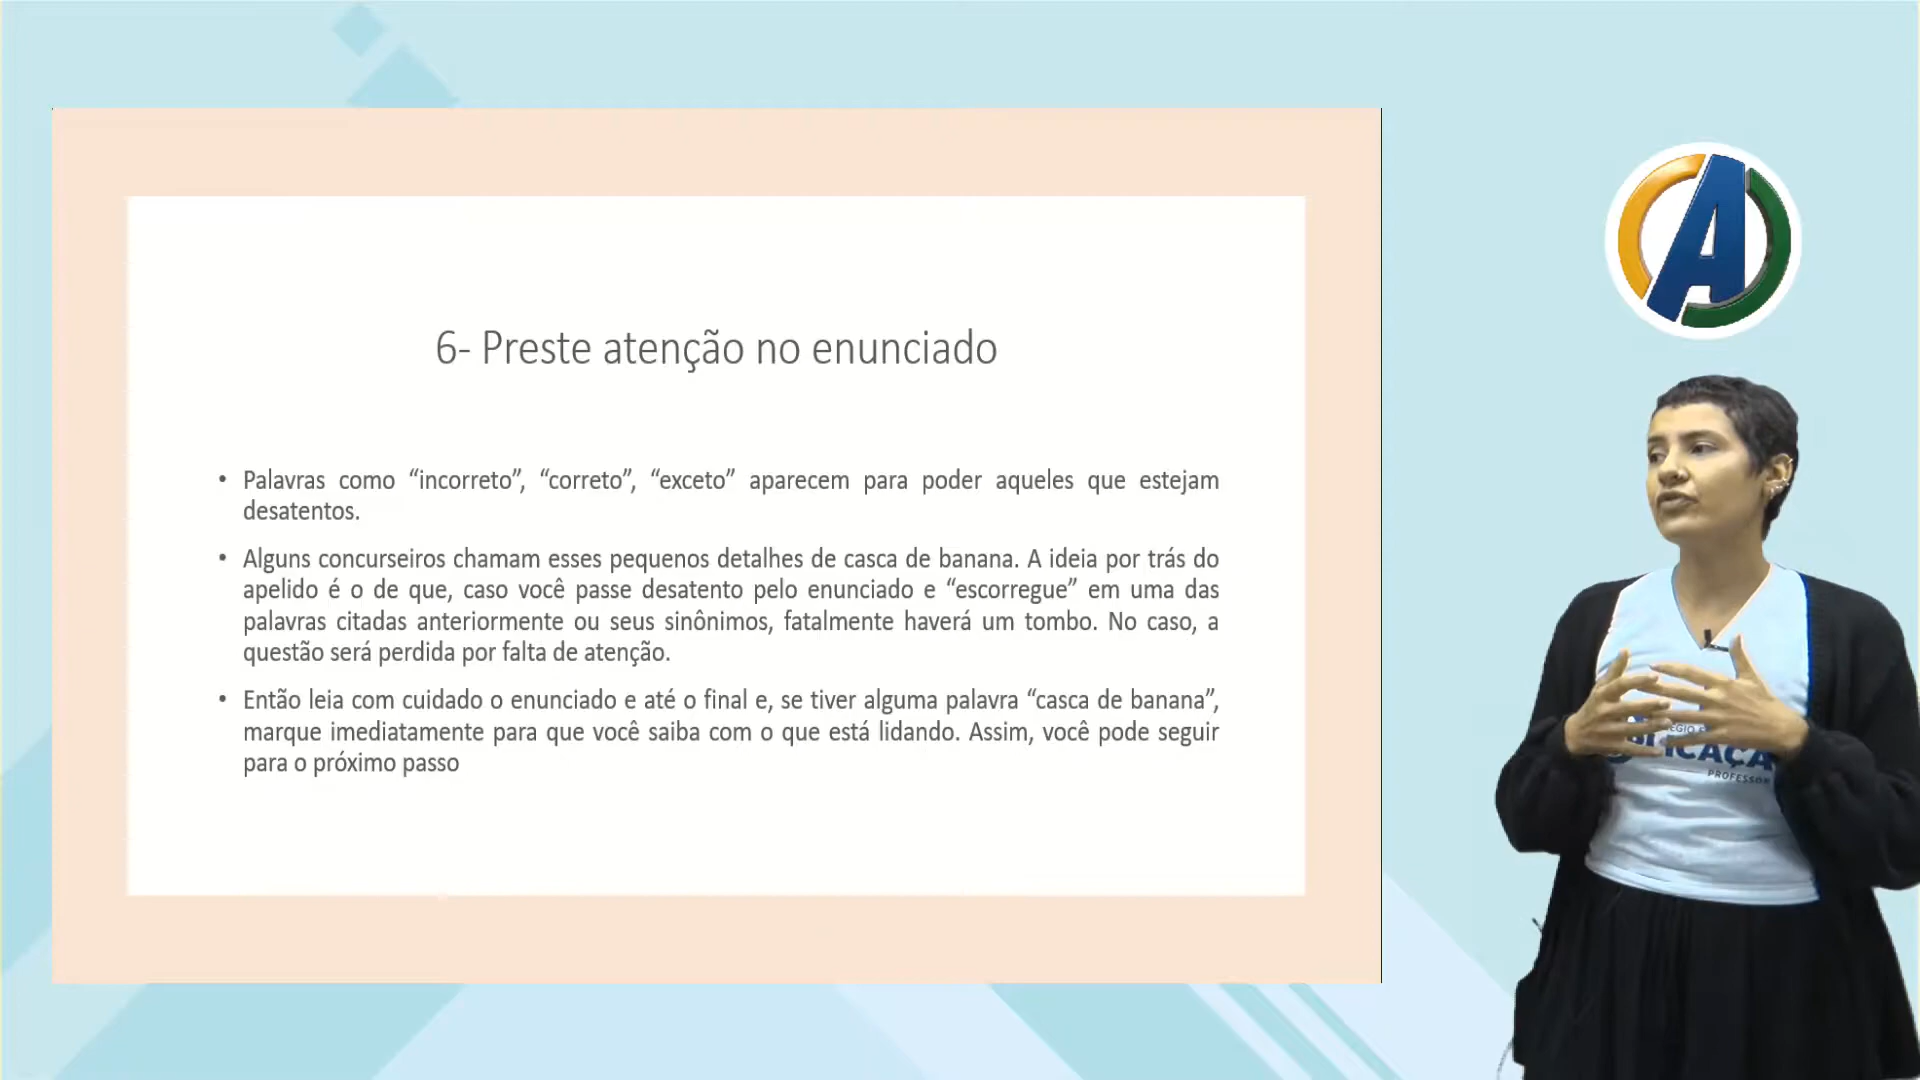 6- Preste atenção no enunciado
• Palavras como “incorreto”, “correto”, “exceto” aparecem para poder aqueles que estejam
desatentos.
• Alguns concurseiros chamam esses pequenos detalhes de casca de banana. A ideia por trás do
apelido é o de que, caso você passe desatento pelo enunciado e “escorregue” em uma das
palavras citadas anteriormente ou seus sinônimos, fatalmente haverá um tombo. No caso, a
questão será perdida por falta de atenção.
• Então leia com cuidado o enunciado e até o final e, se tiver alguma palavra “casca de banana”,
marque imediatamente para que você saiba com o que está lidando. Assim, você pode seguir
para o próximo passo
A
PROFESSOR